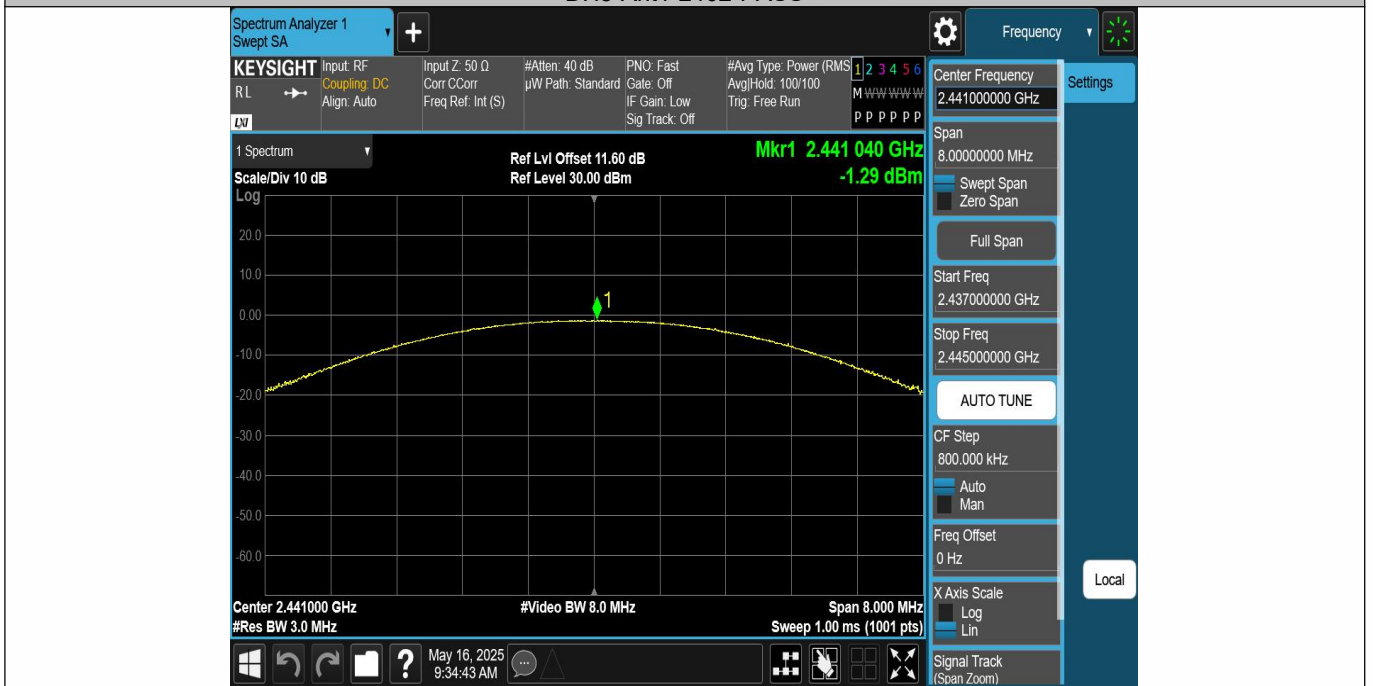 Spectrum Analyzer 1
Swept SA
Frequency
KEYSIGHT
RL
LXI
Input: RF
Coupling: DC
Align: Auto
Input Z: 50 Ω
Corr CCorr
Freq Ref: Int (S)
#Atten: 40 dB
µW Path: Standard
PNO: Fast
Gate: Off
IF Gain: Low
Sig Track: Off
#Avg Type: Power (RMS
Avg|Hold: 100/100
Trig: Free Run
1 2 3 4 5 6
M W W W W W
P P P P P P
1 Spectrum
Scale/Div 10 dB
Ref Lvl Offset 11.60 dB
Ref Level 30.00 dBm
Mkr1 2.441 040 GHz
-1.29 dBm
Log
20.0
10.0
0.00
-10.0
-20.0
-30.0
-40.0
-50.0
-60.0
1
Center 2.441000 GHz
#Res BW 3.0 MHz
#Video BW 8.0 MHz
Span 8.000 MHz
Sweep 1.00 ms (1001 pts)
Center Frequency
2.441000000 GHz
Settings
Span
8.00000000 MHz
Swept Span
Zero Span
Full Span
Start Freq
2.437000000 GHz
Stop Freq
2.445000000 GHz
AUTO TUNE
CF Step
800.000 kHz
Auto
Man
Freq Offset
0 Hz
X Axis Scale
Log
Lin
Signal Track
(Span Zoom)
Local
?
May 16, 2025
9:34:43 AM